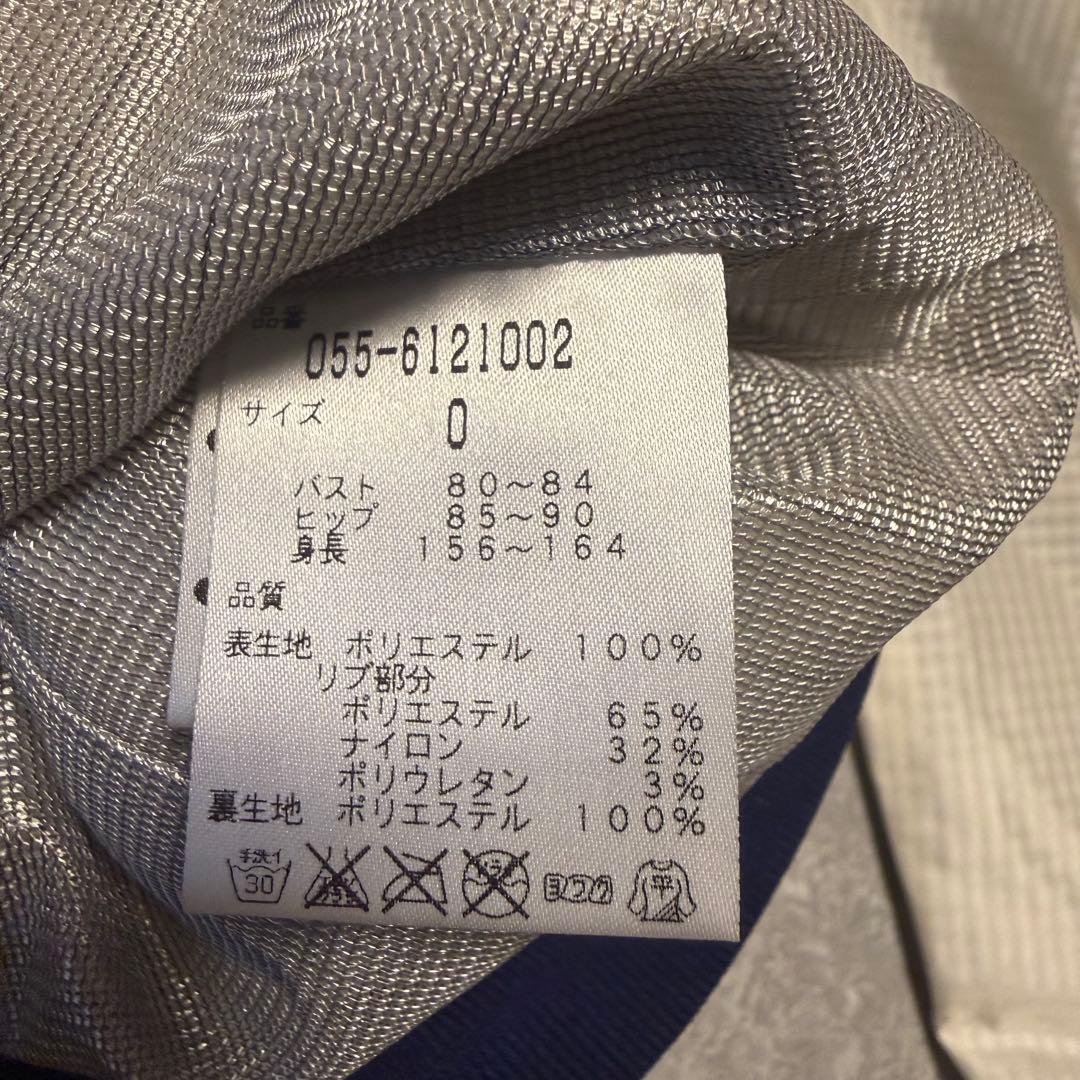 品番
055-6121002
サイズ 0
バスト 80～84
ヒップ 85～90
身長 156～164
品質
表生地 ポリエステル 100%
リブ部分
ポリエステル 65%
ナイロン 32%
ポリウレタン 3%
裏生地 ポリエステル 100%
手洗イ
30
ヨワク
平